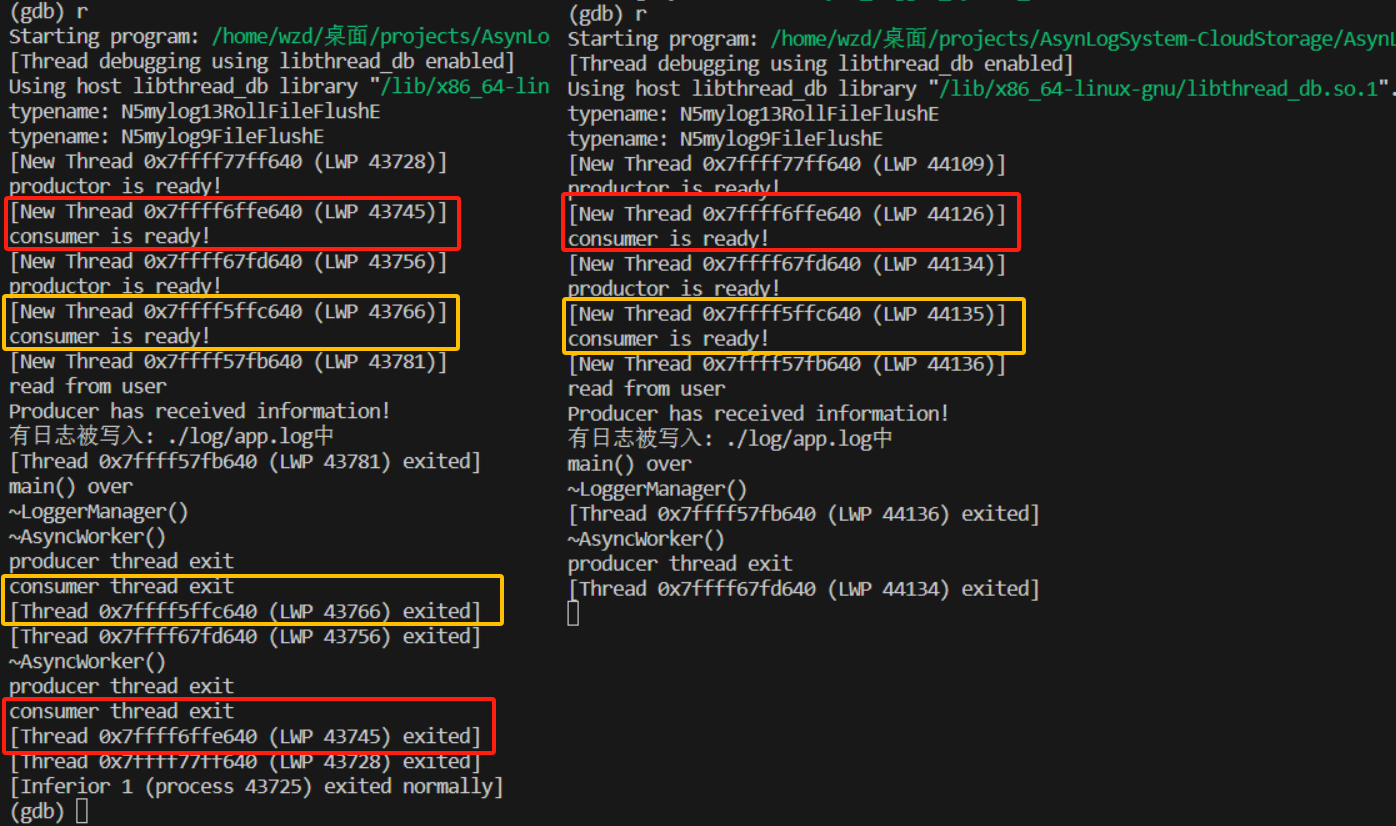 (gdb) r
Starting program: /home/wzd/桌面/projects/AsynLo
[Thread debugging using libthread_db enabled]
Using host libthread_db library "/lib/x86_64-lin
typename: N5mylog13RollFileFlushE
typename: N5mylog9FileFlushE
[New Thread 0x7ffff77ff640 (LWP 43728)]
productor is ready!
[New Thread 0x7ffff6ffe640 (LWP 43745)]
consumer is ready!
[New Thread 0x7ffff67fd640 (LWP 43756)]
productor is ready!
[New Thread 0x7ffff5ffc640 (LWP 43766)]
consumer is ready!
[New Thread 0x7ffff57fb640 (LWP 43781)]
read from user
Producer has received information!
有日志被写入: ./log/app.log中
[Thread 0x7ffff57fb640 (LWP 43781) exited]
main() over
~LoggerManager()
~AsyncWorker()
producer thread exit
consumer thread exit
[Thread 0x7ffff5ffc640 (LWP 43766) exited]
[Thread 0x7ffff67fd640 (LWP 43756) exited]
~AsyncWorker()
producer thread exit
consumer thread exit
[Thread 0x7ffff6ffe640 (LWP 43745) exited]
[Thread 0x7ffff77ff640 (LWP 43728) exited]
[Inferior 1 (process 43725) exited normally]
(gdb)
(gdb) r
Starting program: /home/wzd/桌面/projects/AsynLogSystem-CloudStorage/AsynL
[Thread debugging using libthread_db enabled]
Using host libthread_db library "/lib/x86_64-linux-gnu/libthread_db.so.1".
typename: N5mylog13RollFileFlushE
typename: N5mylog9FileFlushE
[New Thread 0x7ffff77ff640 (LWP 44109)]
productor is ready!
[New Thread 0x7ffff6ffe640 (LWP 44126)]
consumer is ready!
[New Thread 0x7ffff67fd640 (LWP 44134)]
productor is ready!
[New Thread 0x7ffff5ffc640 (LWP 44135)]
consumer is ready!
[New Thread 0x7ffff57fb640 (LWP 44136)]
read from user
Producer has received information!
有日志被写入: ./log/app.log中
main() over
~LoggerManager()
[Thread 0x7ffff57fb640 (LWP 44136) exited]
~AsyncWorker()
producer thread exit
[Thread 0x7ffff67fd640 (LWP 44134) exited]